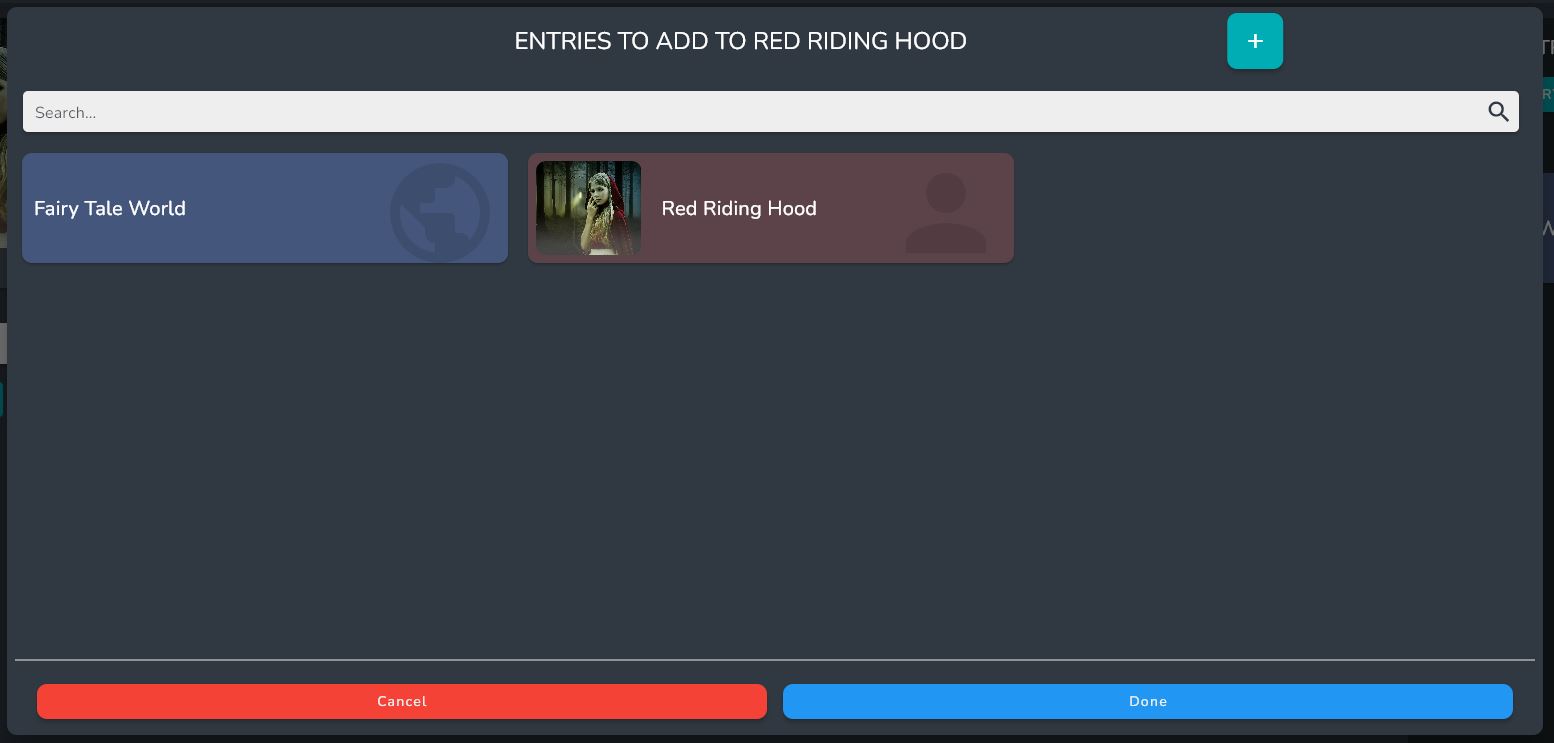 ENTRIES TO ADD TO RED RIDING HOOD
+
Search...
Fairy Tale World
Red Riding Hood
Cancel
Done